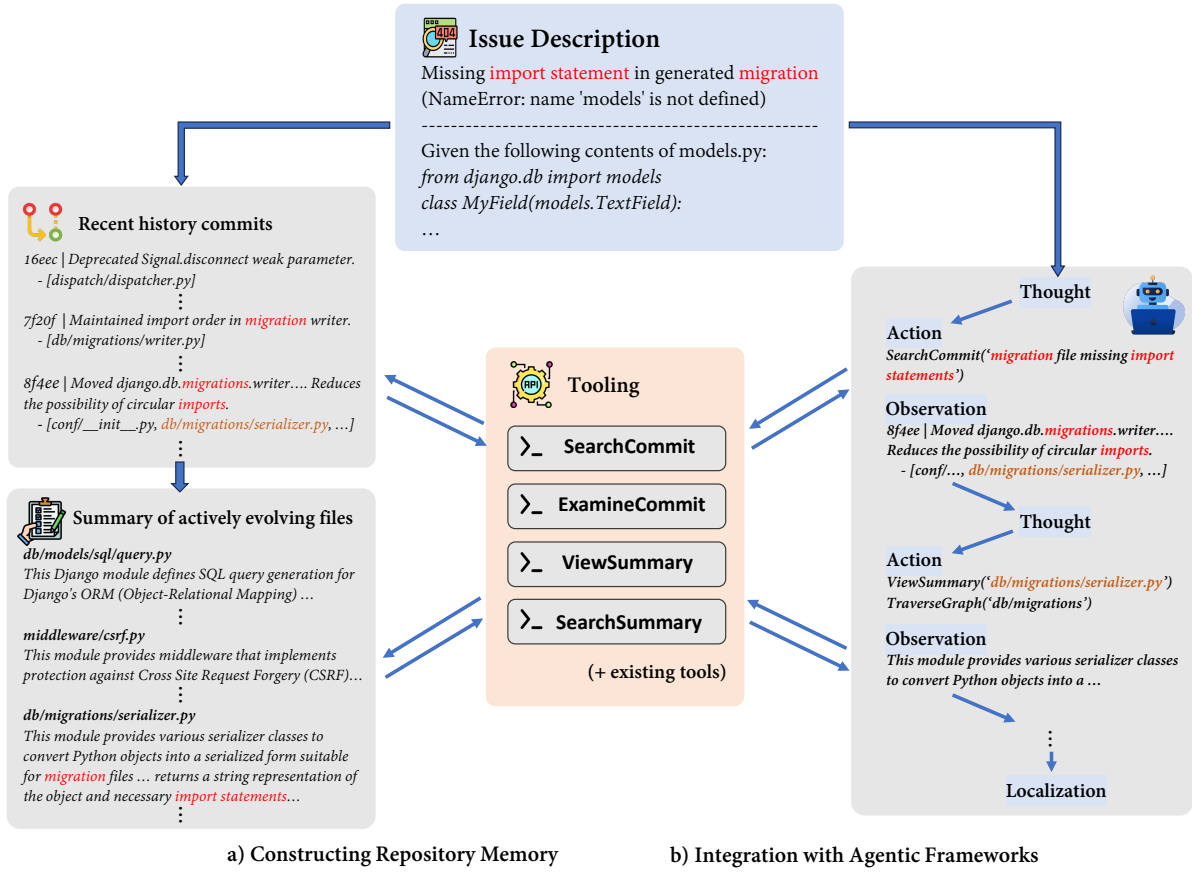 404
Issue Description
Missing import statement in generated migration
(NameError: name 'models' is not defined)
--------------------------------------------------------
Given the following contents of models.py:
from django.db import models
class MyField(models.TextField):
…
Recent history commits
16eec | Deprecated Signal.disconnect weak parameter.
- [dispatch/dispatcher.py]
⋮
7f20f | Maintained import order in migration writer.
- [db/migrations/writer.py]
⋮
8f4ee | Moved django.db.migrations.writer…. Reduces
the possibility of circular imports.
- [conf/__init__.py, db/migrations/serializer.py, …]
⋮
Summary of actively evolving files
db/models/sql/query.py
This Django module defines SQL query generation for
Django's ORM (Object-Relational Mapping) …
⋮
middleware/csrf.py
This module provides middleware that implements
protection against Cross Site Request Forgery (CSRF)…
⋮
db/migrations/serializer.py
This module provides various serializer classes to
convert Python objects into a serialized form suitable
for migration files … returns a string representation of
the object and necessary import statements…
⋮
API
Tooling
>_ SearchCommit
>_ ExamineCommit
>_ ViewSummary
>_ SearchSummary
(+ existing tools)
Thought
Action
SearchCommit(‘migration file missing import
statements’)
Observation
8f4ee | Moved django.db.migrations.writer….
Reduces the possibility of circular imports.
- [conf/…, db/migrations/serializer.py, …]
Thought
Action
ViewSummary(‘db/migrations/serializer.py’)
TraverseGraph(‘db/migrations’)
Observation
This module provides various serializer classes
to convert Python objects into a …
⋮
Localization
a) Constructing Repository Memory
b) Integration with Agentic Frameworks